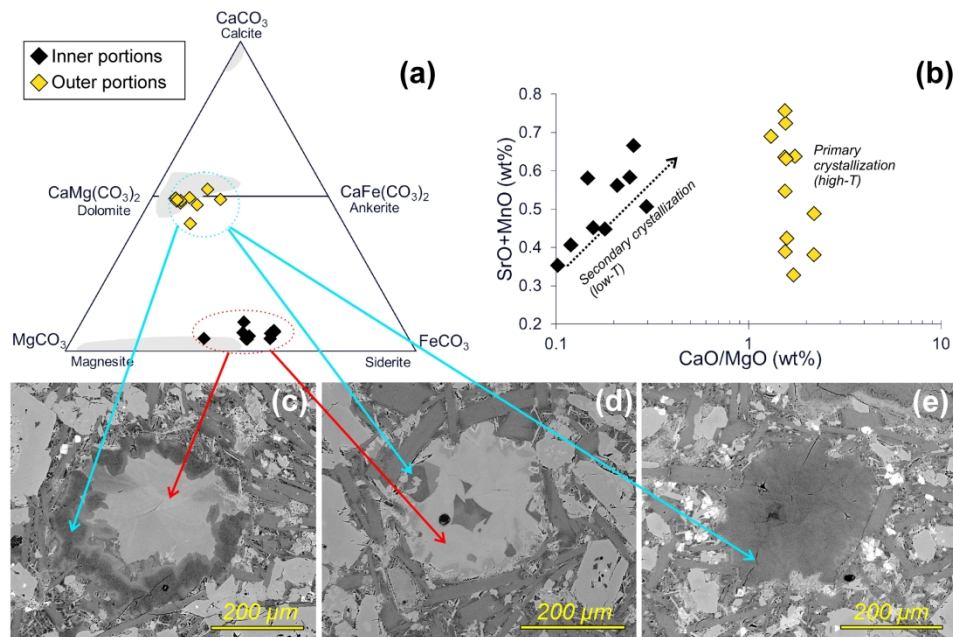 CaCO₃
Calcite
Inner portions
Outer portions
(a)
CaMg(CO₃)₂
Dolomite
CaFe(CO₃)₂
Ankerite
MgCO₃
Magnesite
FeCO₃
Siderite
(b)
SrO+MnO (wt%)
0.8
0.7
0.6
0.5
0.4
0.3
0.2
Primary
crystallization
(high-T)
Secondary crystallization
(low-T)
0.1
1
10
CaO/MgO (wt%)
(c)
200 µm
(d)
200 µm
(e)
200 µm